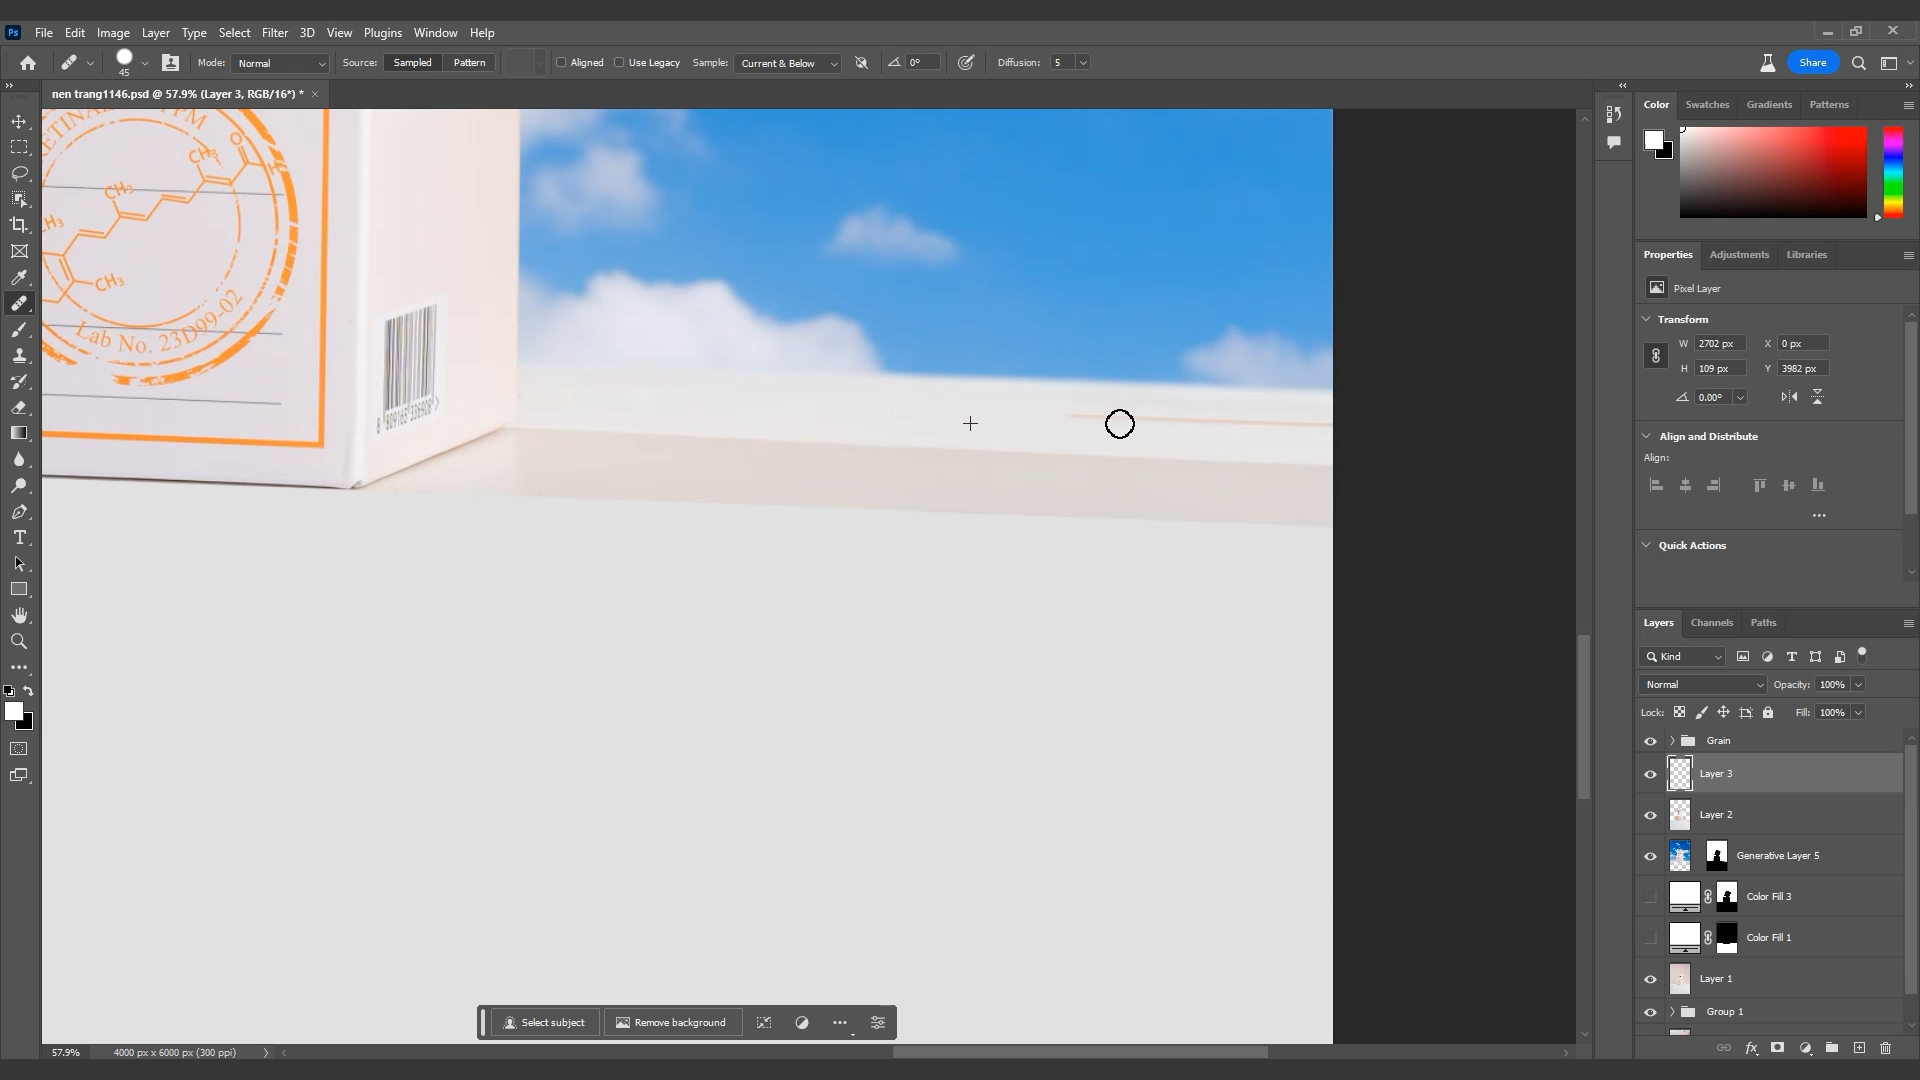 Ps File Edit Image Layer Type Select Filter 3D View Plugins Window Help
45 Mode: Normal Source: Sampled Pattern Aligned Use Legacy Sample: Current & Below 0° Diffusion: 5 Share
nen trang1146.psd @ 57.9% (Layer 3, RGB/16*) * ×
CH₃
CH₃
CH₃
O
H
Lab No. 23D99-02
8 809165 336908 >
Color Swatches Gradients Patterns
Properties Adjustments Libraries
Pixel Layer
Transform
W 2702 px X 0 px
H 109 px Y 3982 px
0.00°
Align and Distribute
Align:
Quick Actions
Layers Channels Paths
Kind
Normal Opacity: 100%
Lock: Fill: 100%
Grain
Layer 3
Layer 2
Generative Layer 5
Color Fill 3
Color Fill 1
Layer 1
Group 1
fx
Select subject Remove background
57.9% 4000 px x 6000 px (300 ppi)